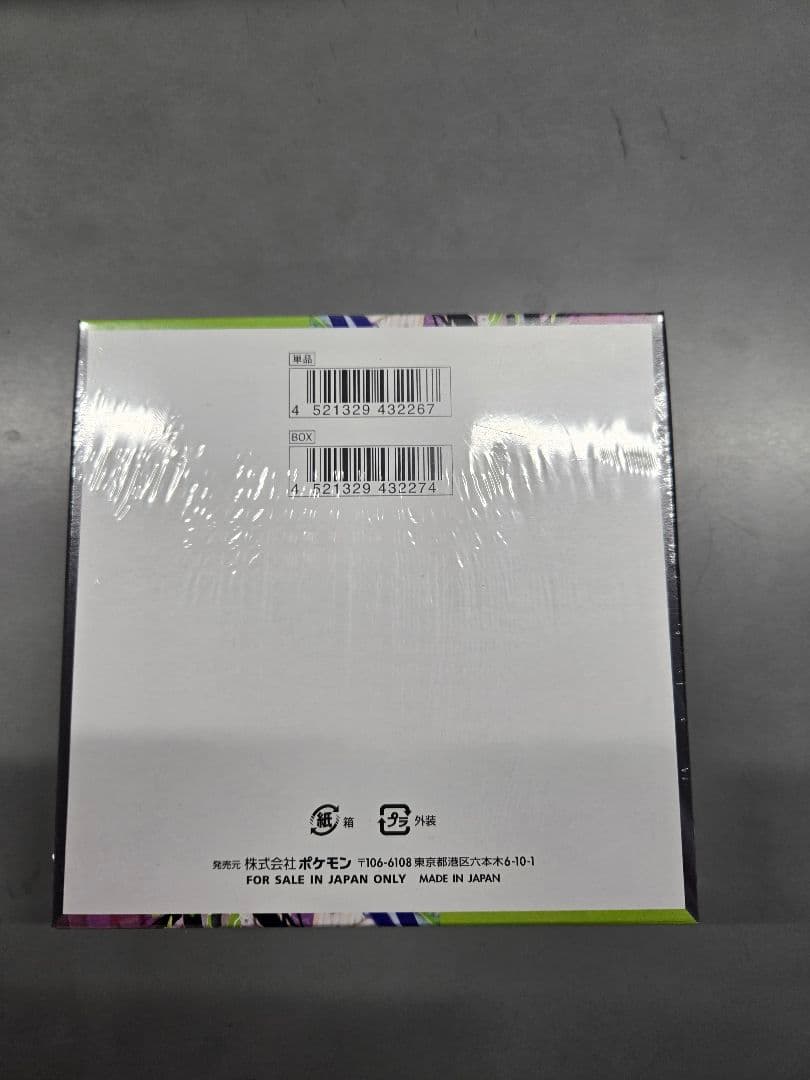 単品
4 521329 432267
BOX
4 521329 432274
紙 箱 プラ 外装
発売元 株式会社ポケモン 〒106-6108 東京都港区六本木6-10-1
FOR SALE IN JAPAN ONLY MADE IN JAPAN